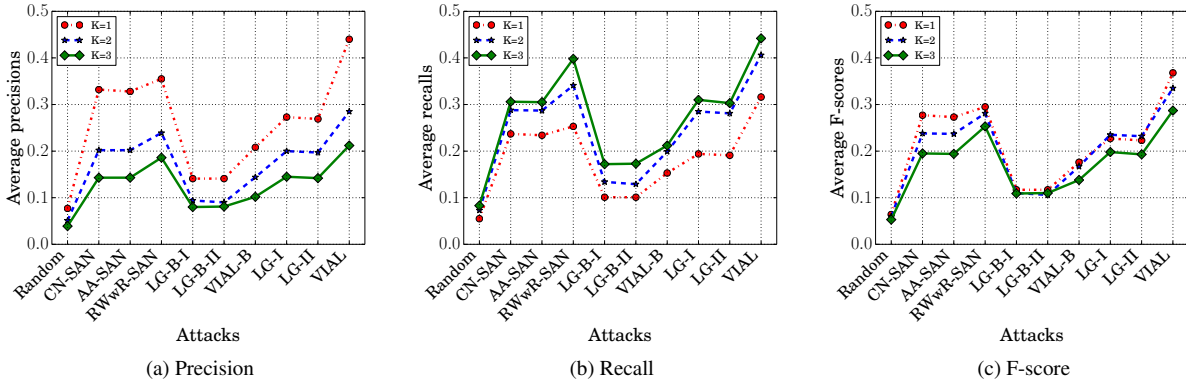 0.5
0.4
0.3
0.2
0.1
0.0
Average precisions
K=1
K=2
K=3
Random
CN-SAN
AA-SAN
RWwR-SAN
LG-B-I
LG-B-II
VIAL-B
LG-I
LG-II
VIAL
Attacks
(a) Precision
0.5
0.4
0.3
0.2
0.1
0.0
Average recalls
K=1
K=2
K=3
Random
CN-SAN
AA-SAN
RWwR-SAN
LG-B-I
LG-B-II
VIAL-B
LG-I
LG-II
VIAL
Attacks
(b) Recall
0.5
0.4
0.3
0.2
0.1
0.0
Average F-scores
K=1
K=2
K=3
Random
CN-SAN
AA-SAN
RWwR-SAN
LG-B-I
LG-B-II
VIAL-B
LG-I
LG-II
VIAL
Attacks
(c) F-score